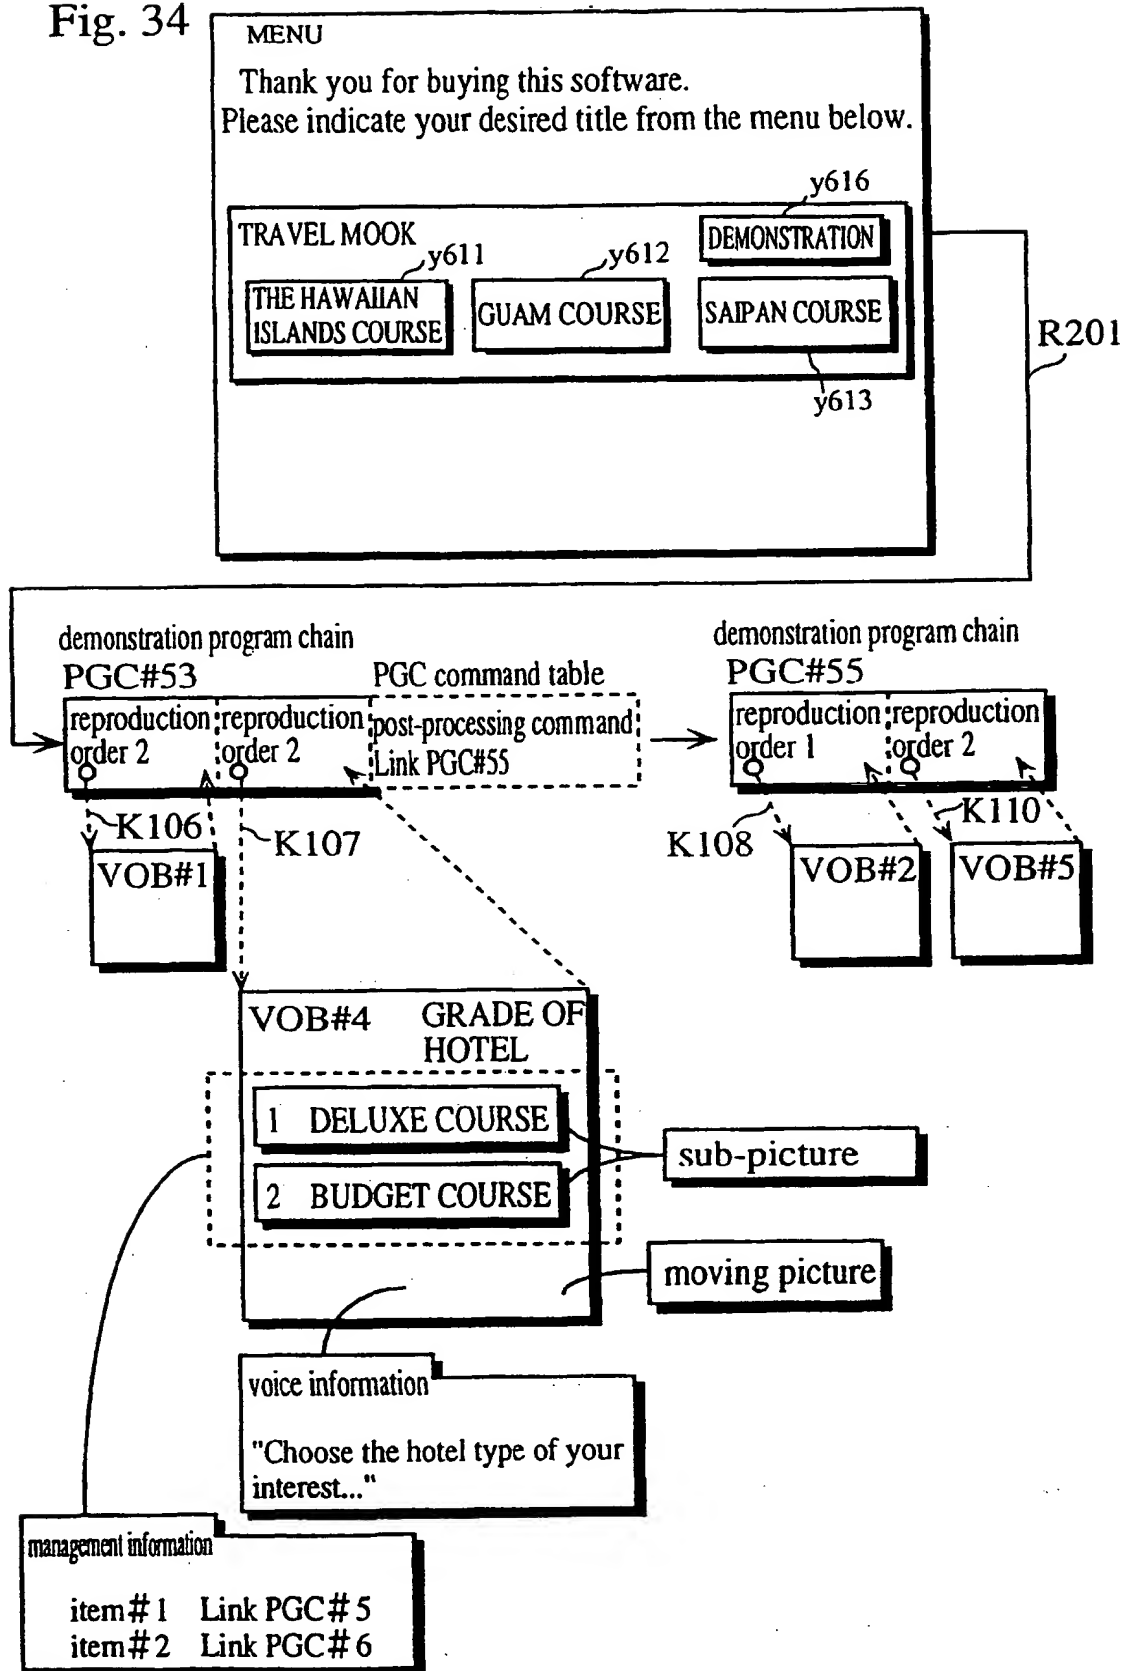 Fig. 34
MENU
Thank you for buying this software.
Please indicate your desired title from the menu below.
y616
TRAVEL MOOK
DEMONSTRATION
y611
y612
THE HAWAIIAN
ISLANDS COURSE
GUAM COURSE
SAIPAN COURSE
R201
y613
demonstration program chain
PGC#53
PGC command table
demonstration program chain
PGC#55
reproduction
order 2
reproduction
order 2
post-processing command
Link PGC#55
reproduction
order 1
reproduction
order 2
K106
K107
K108
K110
VOB#1
VOB#2
VOB#5
VOB#4
GRADE OF
HOTEL
1 DELUXE COURSE
2 BUDGET COURSE
sub-picture
moving picture
voice information
"Choose the hotel type of your
interest..."
management information
item#1 Link PGC#5
item#2 Link PGC#6